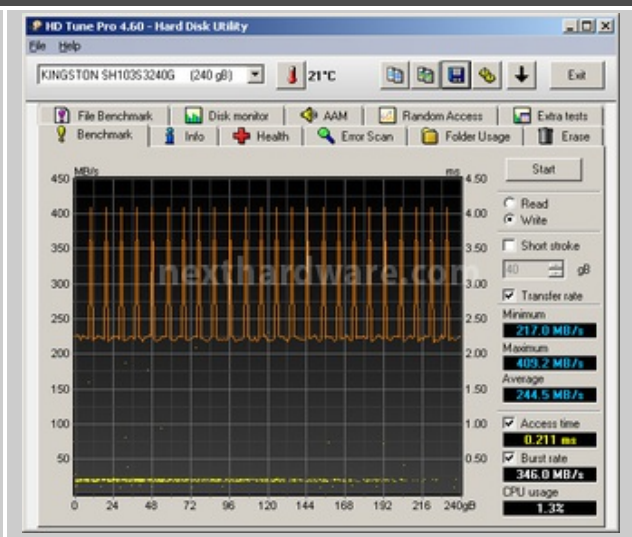 HD Tune Pro 4.60 - Hard Disk Utility
File Help
KINGSTON SH103S3240G (240 gB) 21°C Exit
File Benchmark Disk monitor AAM Random Access Extra tests
Benchmark Info Health Error Scan Folder Usage Erase
MB/s ms
Start
450 4.50
400 4.00
350 3.50
300 3.00
250 2.50
200 2.00
150 1.50
100 1.00
50 0.50
0 24 48 72 96 120 144 168 192 216 240gB
nexthardware.com
Read
Write
Short stroke
40 gB
Transfer rate
Minimum
217.0 MB/s
Maximum
409.2 MB/s
Average
244.5 MB/s
Access time
0.211 ms
Burst rate
346.0 MB/s
CPU usage
1.3%